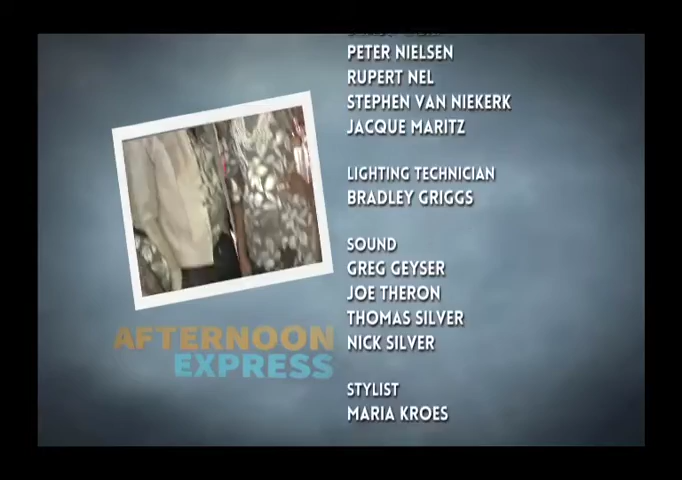 PETER NIELSEN
RUPERT NEL
STEPHEN VAN NIEKERK
JACQUE MARITZ
LIGHTING TECHNICIAN
BRADLEY GRIGGS
SOUND
GREG GEYSER
JOE THERON
THOMAS SILVER
NICK SILVER
STYLIST
MARIA KROES
AFTERNOON
EXPRESS